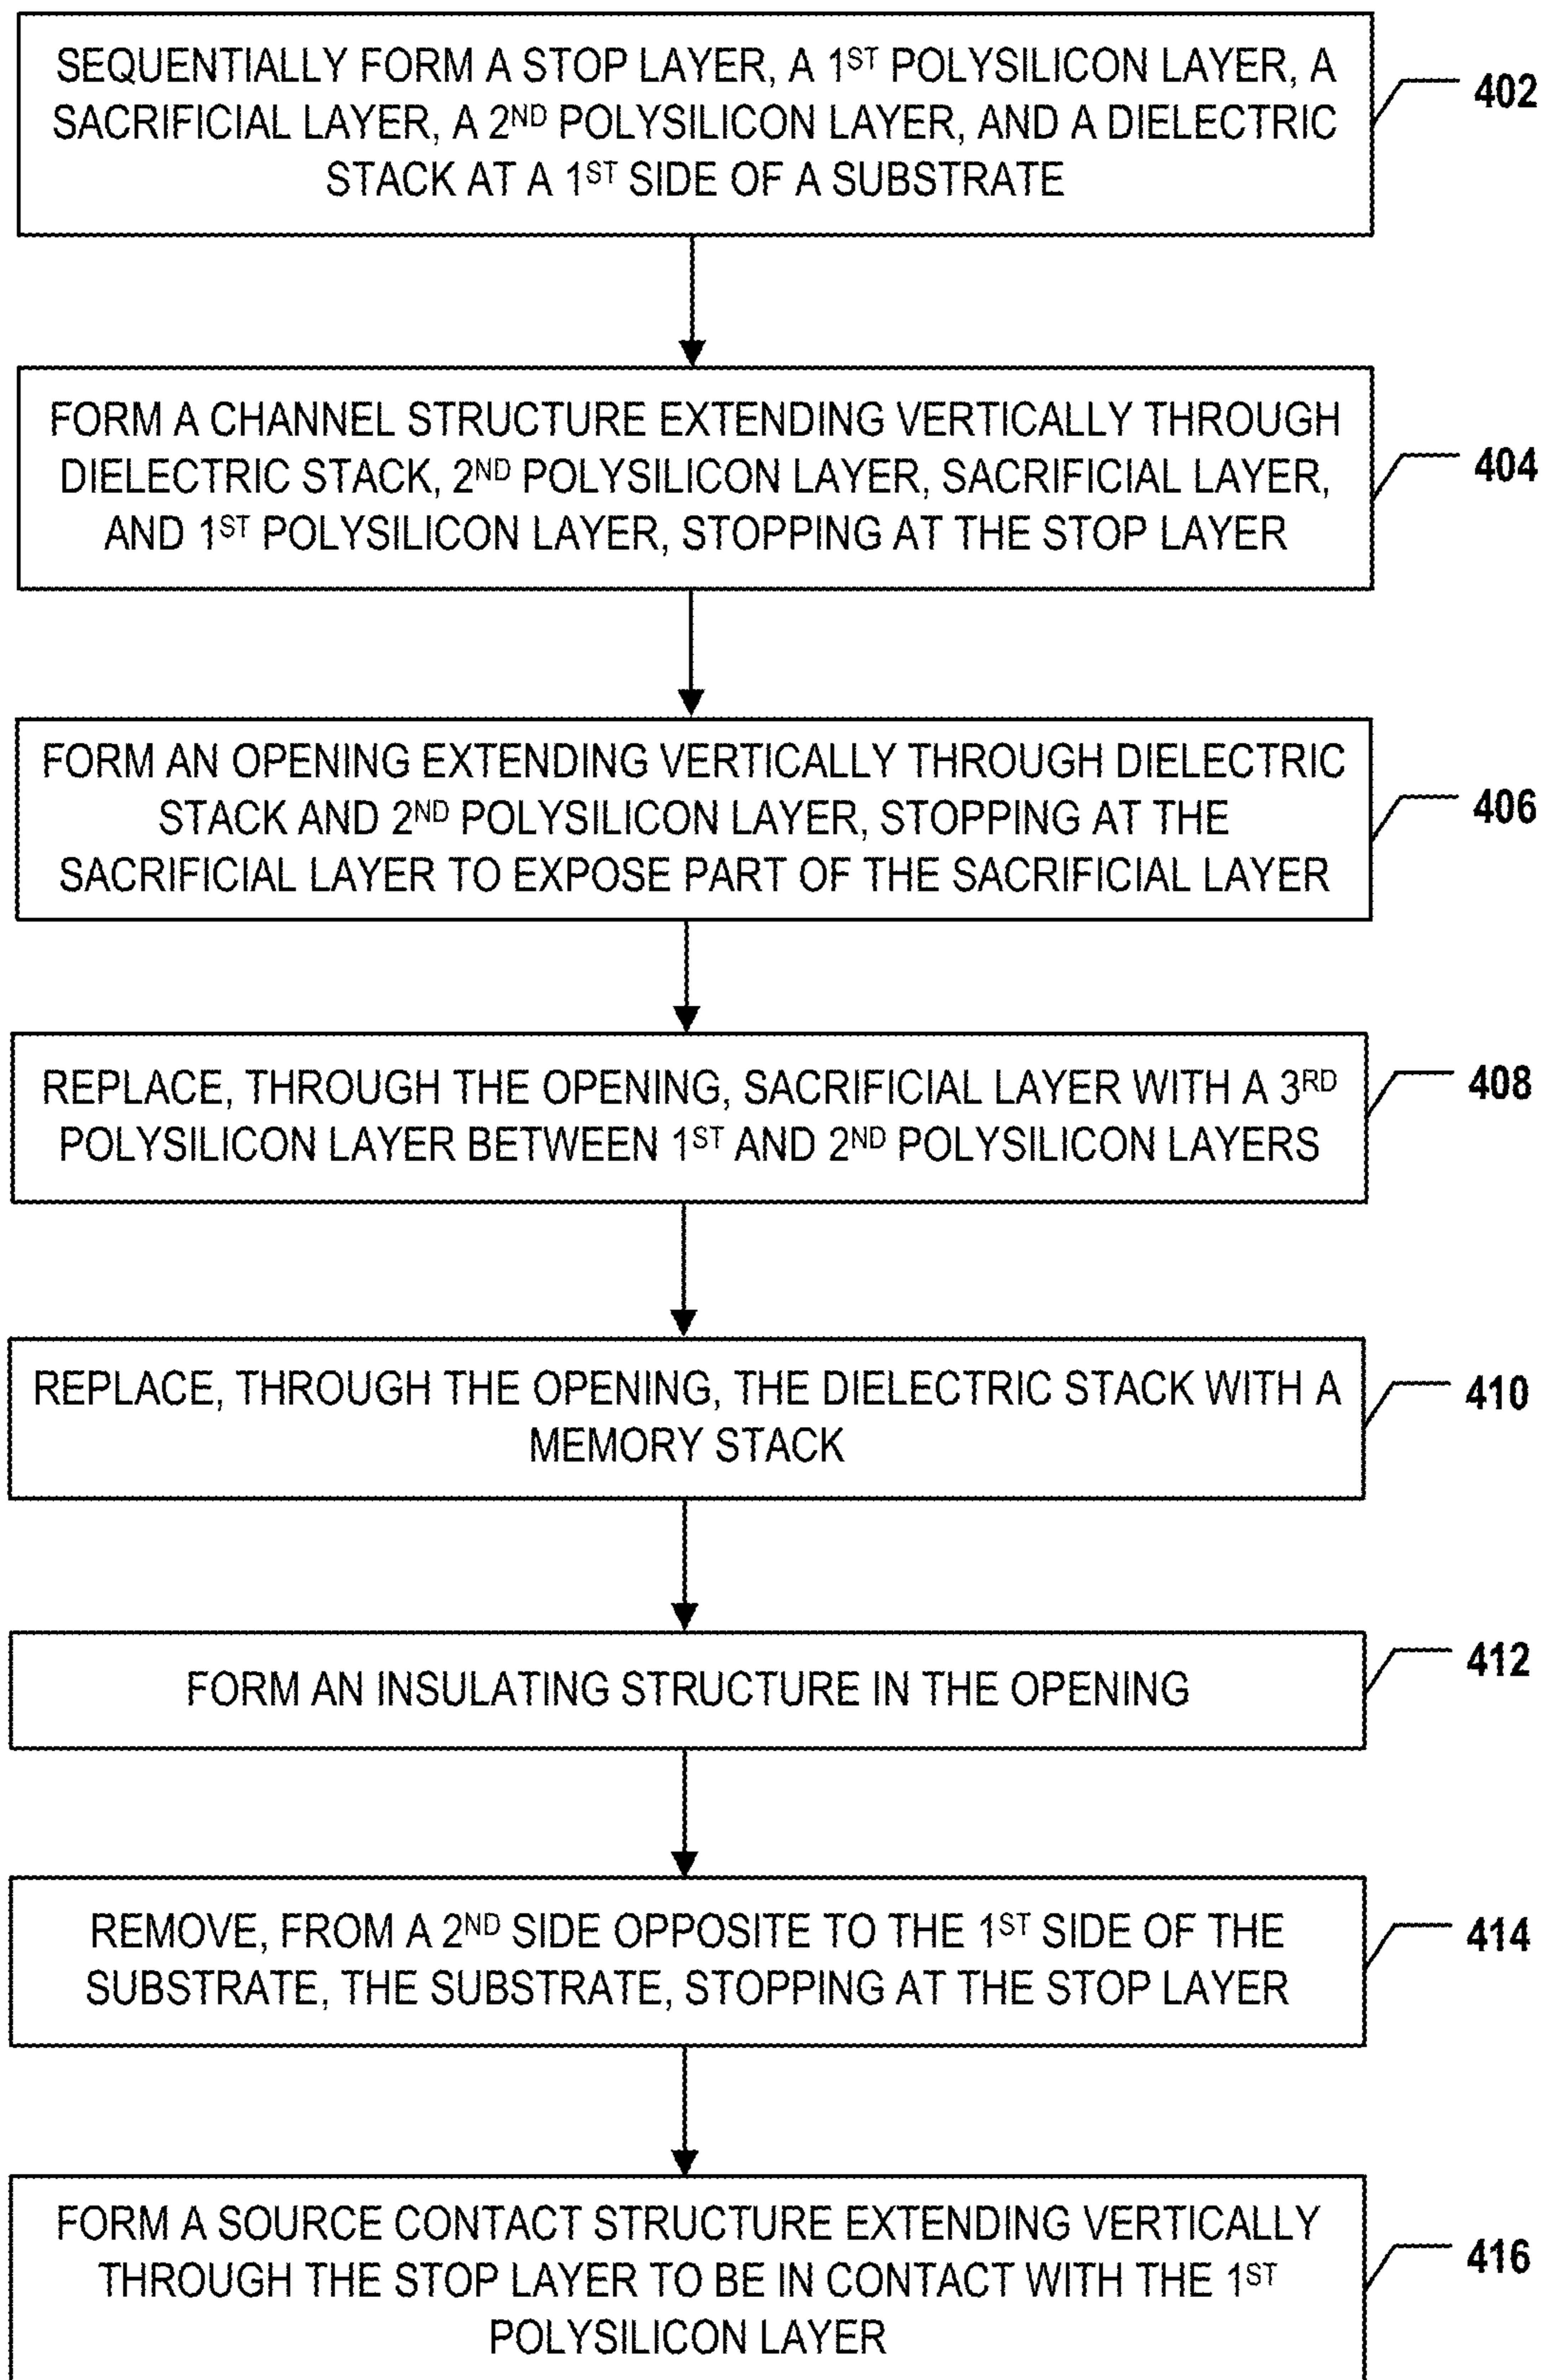 SEQUENTIALLY FORM A STOP LAYER, A 1ST POLYSILICON LAYER, A
SACRIFICIAL LAYER, A 2ND POLYSILICON LAYER, AND A DIELECTRIC
STACK AT A 1ST SIDE OF A SUBSTRATE
402
FORM A CHANNEL STRUCTURE EXTENDING VERTICALLY THROUGH
DIELECTRIC STACK, 2ND POLYSILICON LAYER, SACRIFICIAL LAYER,
AND 1ST POLYSILICON LAYER, STOPPING AT THE STOP LAYER
404
FORM AN OPENING EXTENDING VERTICALLY THROUGH DIELECTRIC
STACK AND 2ND POLYSILICON LAYER, STOPPING AT THE
SACRIFICIAL LAYER TO EXPOSE PART OF THE SACRIFICIAL LAYER
406
REPLACE, THROUGH THE OPENING, SACRIFICIAL LAYER WITH A 3RD
POLYSILICON LAYER BETWEEN 1ST AND 2ND POLYSILICON LAYERS
408
REPLACE, THROUGH THE OPENING, THE DIELECTRIC STACK WITH A
MEMORY STACK
410
FORM AN INSULATING STRUCTURE IN THE OPENING
412
REMOVE, FROM A 2ND SIDE OPPOSITE TO THE 1ST SIDE OF THE
SUBSTRATE, THE SUBSTRATE, STOPPING AT THE STOP LAYER
414
FORM A SOURCE CONTACT STRUCTURE EXTENDING VERTICALLY
THROUGH THE STOP LAYER TO BE IN CONTACT WITH THE 1ST
POLYSILICON LAYER
416